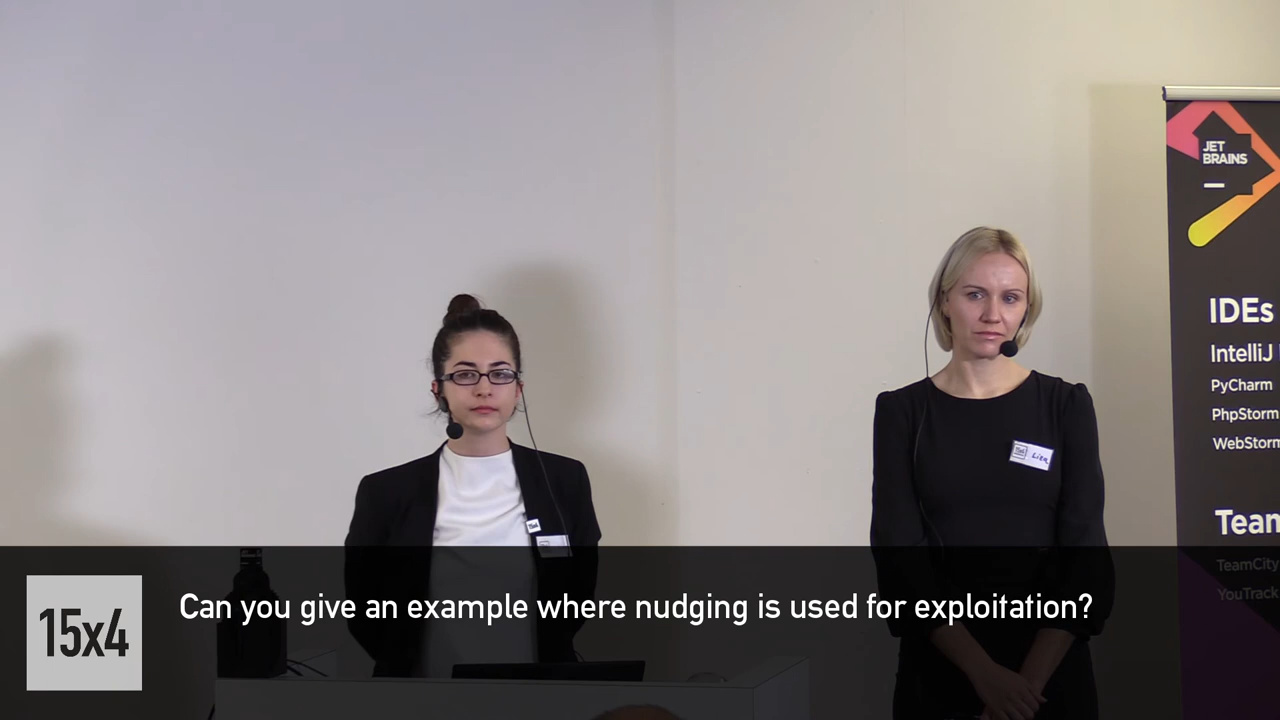 JET
BRAINS
IDEs
IntelliJ
PyCharm
PhpStorm
WebStorm
Team
TeamCity
YouTrack
Liza
15x4
Can you give an example where nudging is used for exploitation?